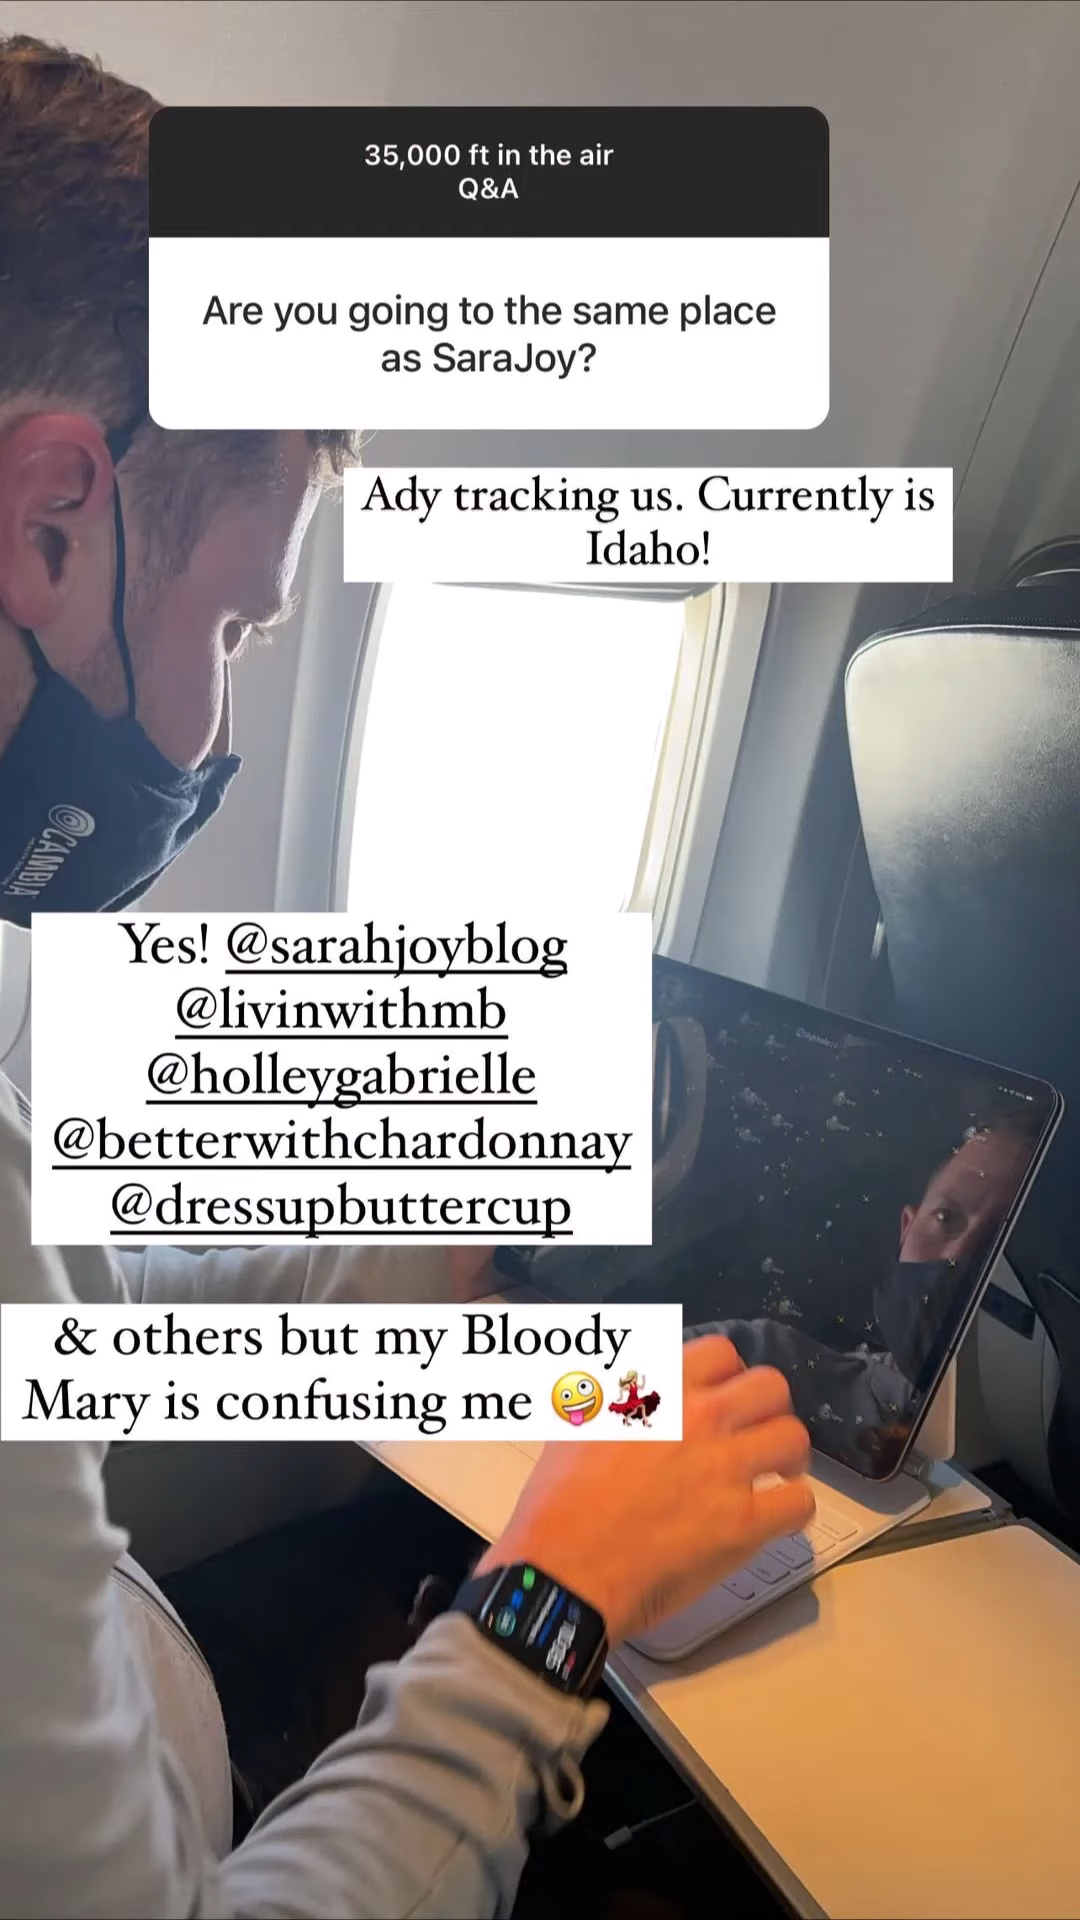 35,000 ft in the air
Q&A
Are you going to the same place
as SaraJoy?
Ady tracking us. Currently is
Idaho!
CAMBIA
Yes! @sarahjoyblog
@livinwithmb
@holleygabrielle
@betterwithchardonnay
@dressupbuttercup
& others but my Bloody
Mary is confusing me 🤪💃